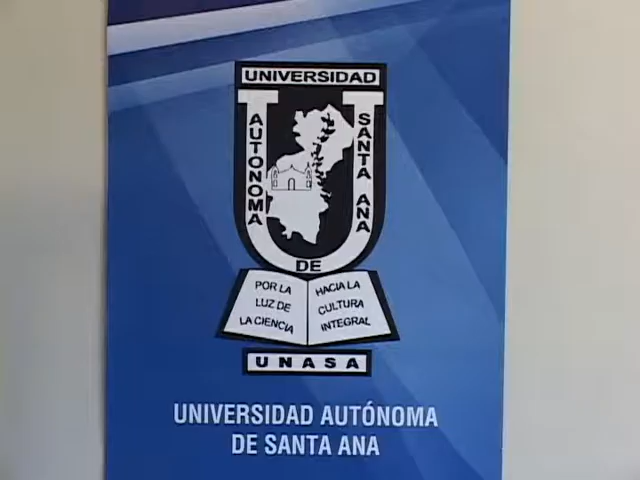 UNIVERSIDAD
AUTONOMA
DE
SANTA ANA
POR LA
LUZ DE
LA CIENCIA
HACIA LA
CULTURA
INTEGRAL
UNASA
UNIVERSIDAD AUTÓNOMA
DE SANTA ANA